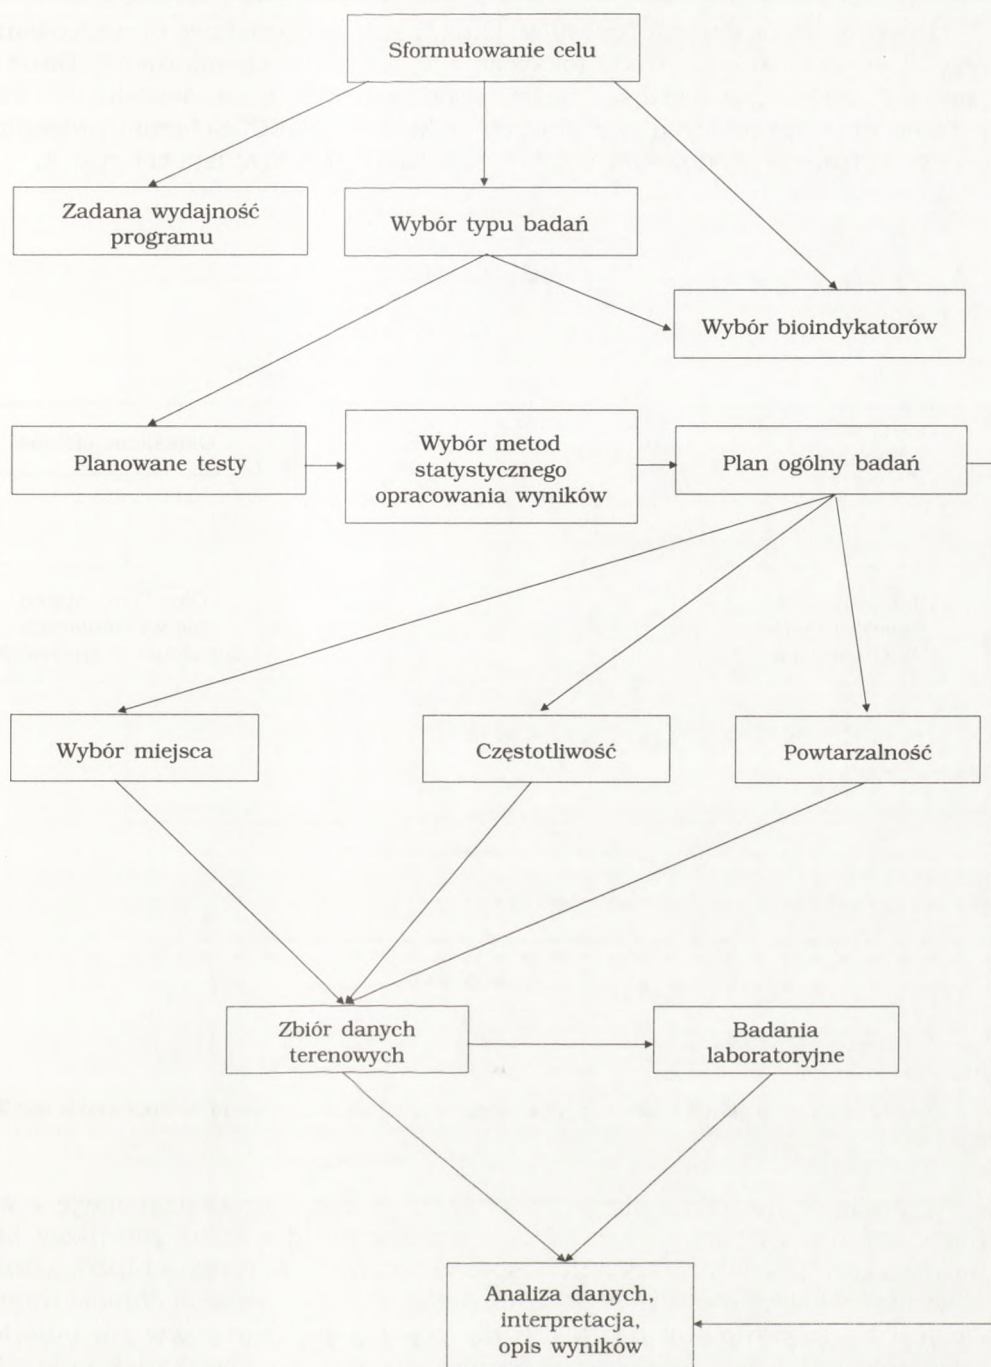 Sformułowanie celu
Zadana wydajność
programu
Wybór typu badań
Wybór bioindykatorów
Planowane testy
Wybór metod
statystycznego
opracowania wyników
Plan ogólny badań
Wybór miejsca
Częstotliwość
Powtarzalność
Zbiór danych
terenowych
Badania
laboratoryjne
Analiza danych,
interpretacja,
opis wyników